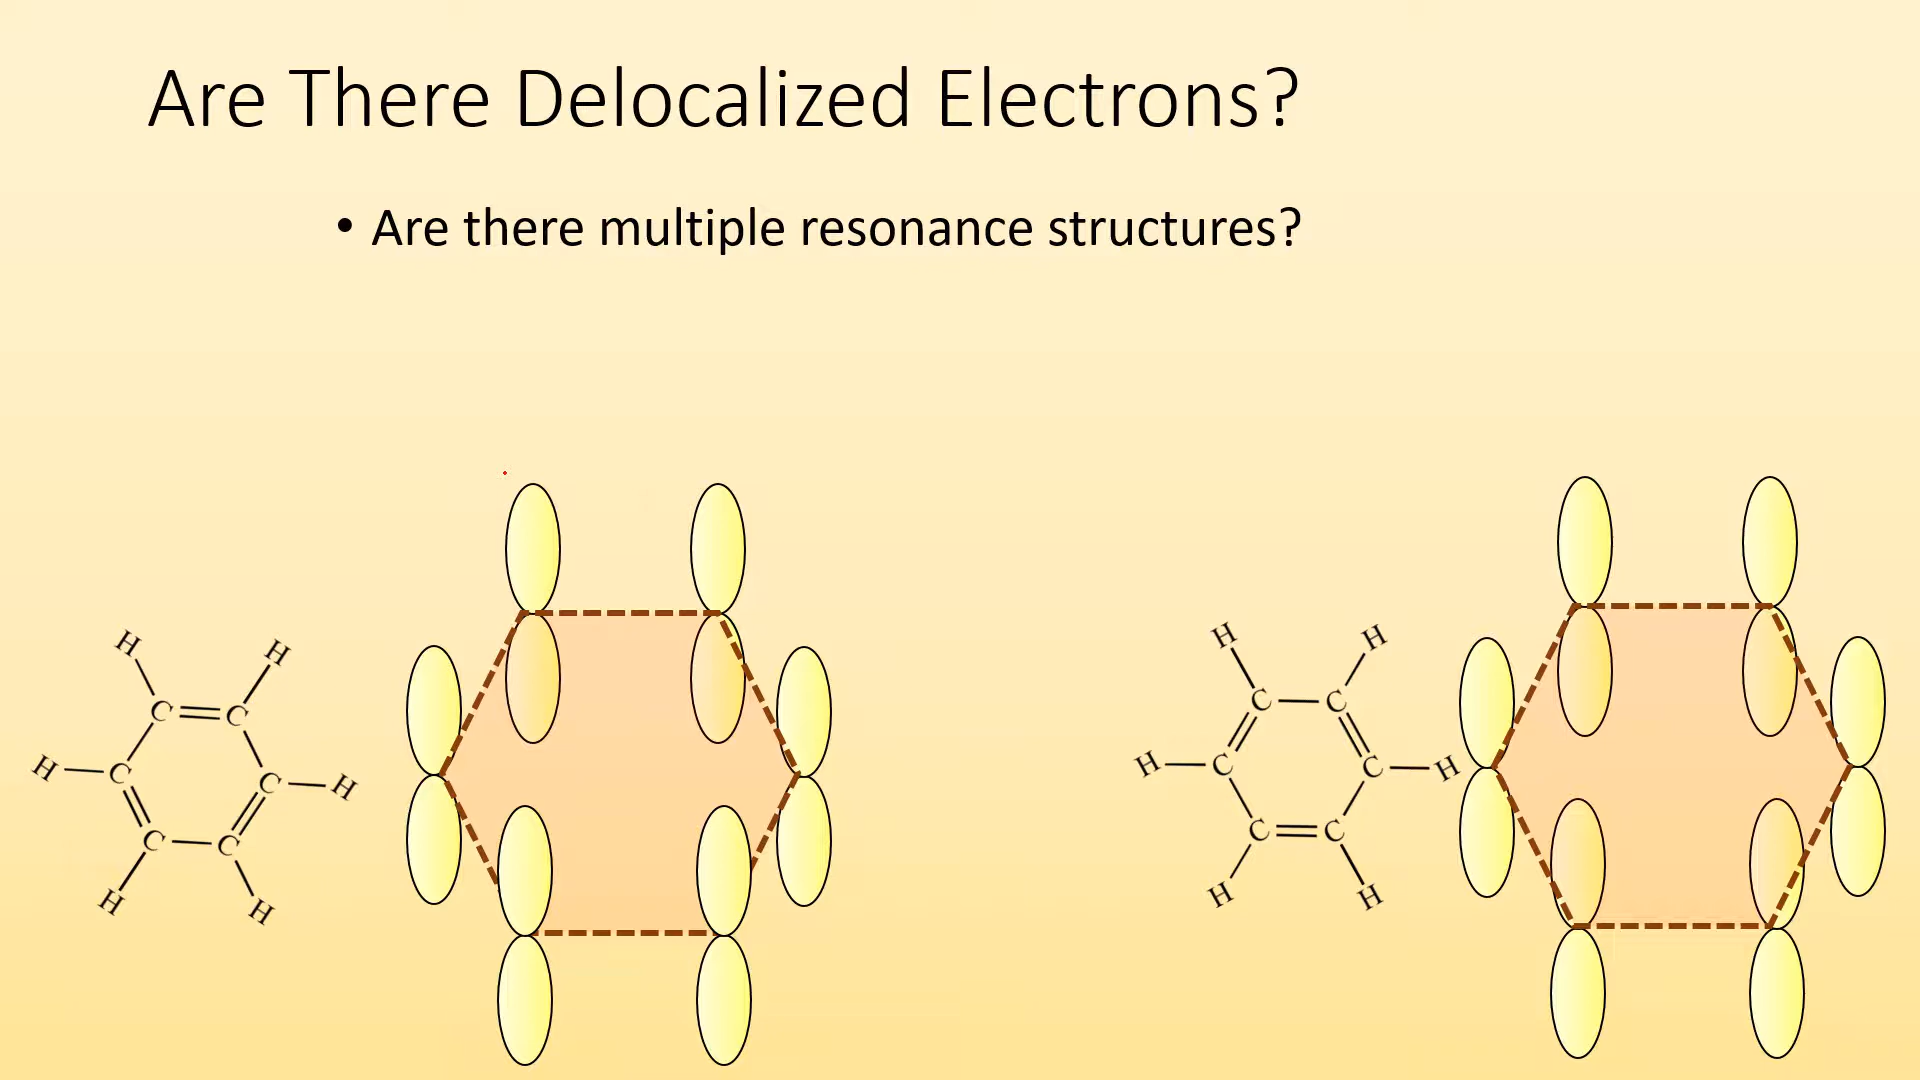 Are There Delocalized Electrons?
• Are there multiple resonance structures?
H H
C C
H C C H
C C
H H
H H
C C
H C C H
C C
H H